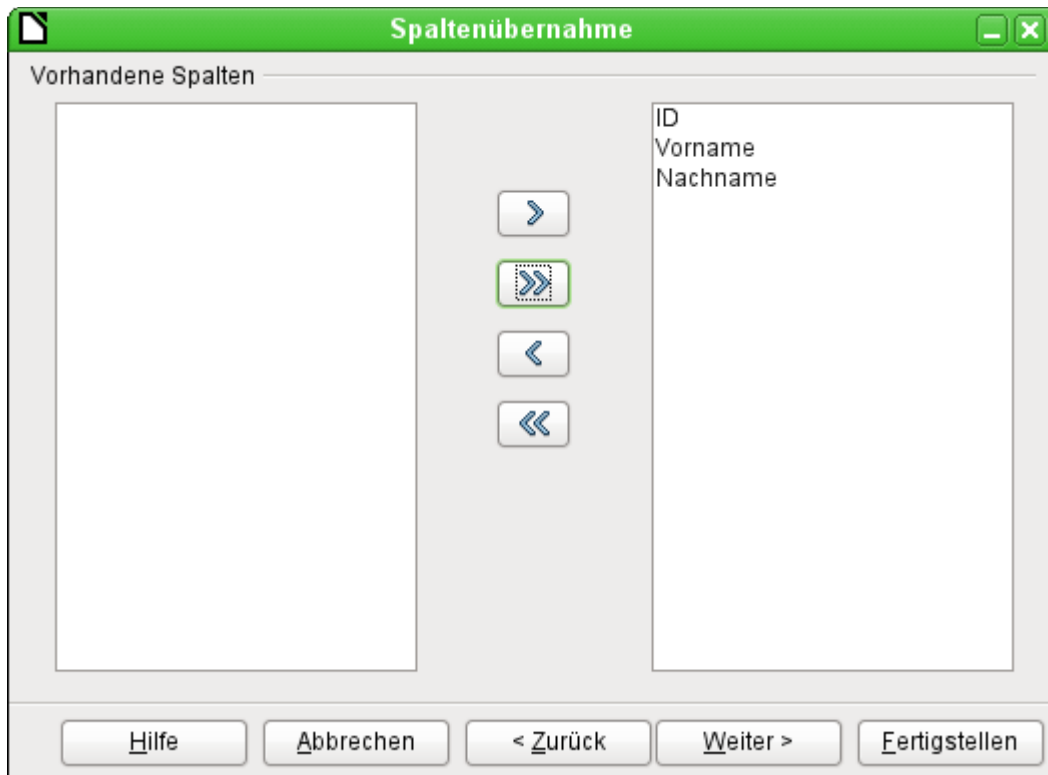 Spaltenübernahme
Vorhandene Spalten
ID
Vorname
Nachname
Hilfe
Abbrechen
< Zurück
Weiter >
Fertigstellen